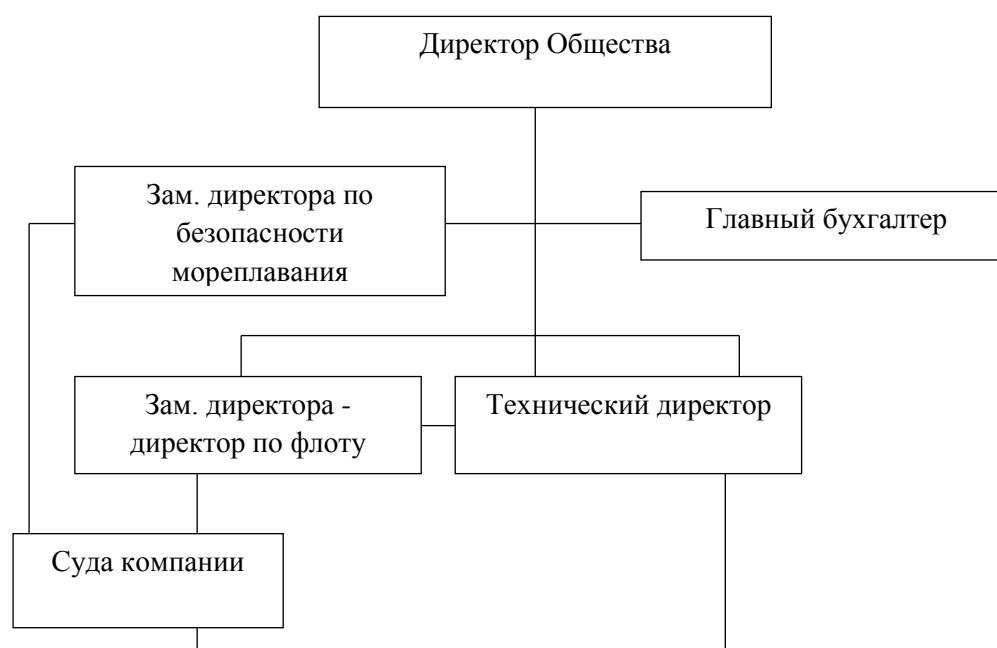 Директор Общества
Зам. директора по
безопасности
мореплавания
Главный бухгалтер
Зам. директора -
директор по флоту
Технический директор
Суда компании